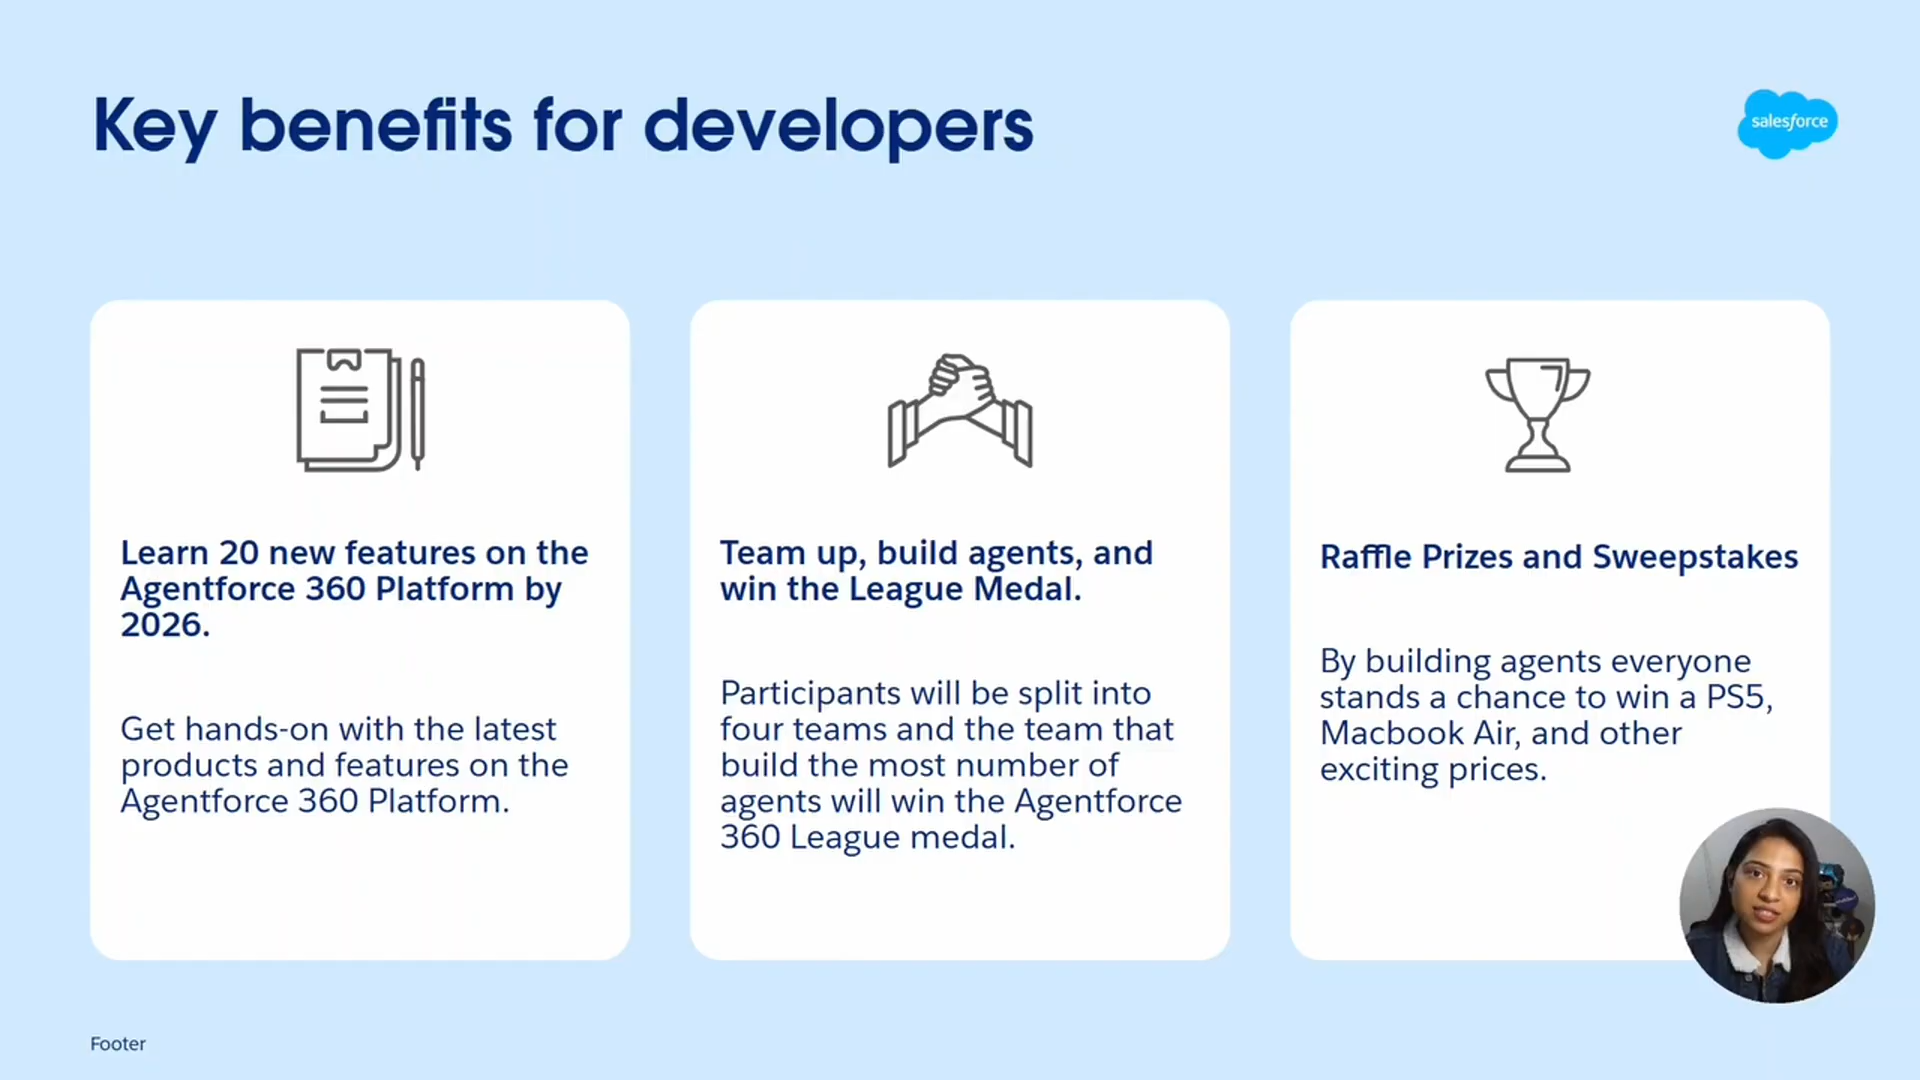 Key benefits for developers
salesforce
Learn 20 new features on the
Agentforce 360 Platform by
2026.
Get hands-on with the latest
products and features on the
Agentforce 360 Platform.
Team up, build agents, and
win the League Medal.
Participants will be split into
four teams and the team that
build the most number of
agents will win the Agentforce
360 League medal.
Raffle Prizes and Sweepstakes
By building agents everyone
stands a chance to win a PS5,
Macbook Air, and other
exciting prices.
Footer